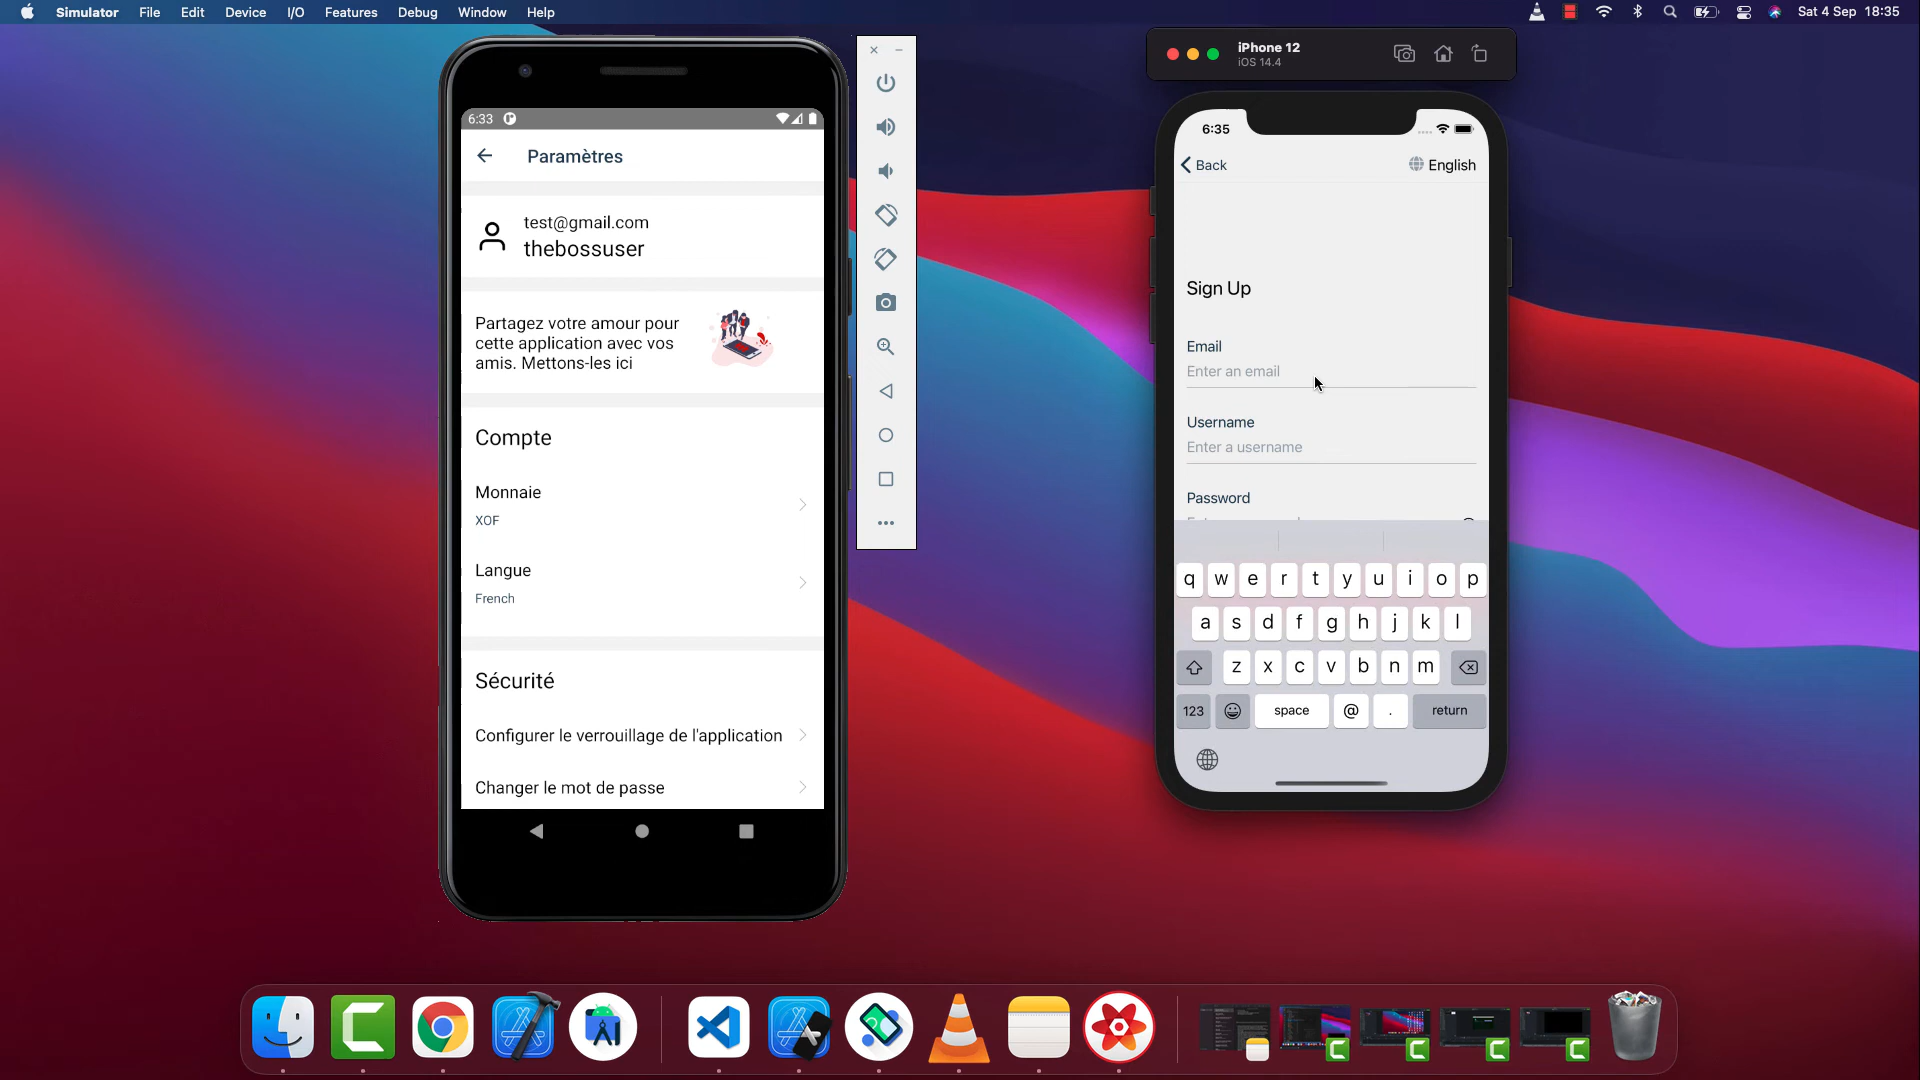 Simulator File Edit Device I/O Features Debug Window Help
Sat 4 Sep 18:35
6:33
Paramètres
test@gmail.com
thebossuser
Partagez votre amour pour
cette application avec vos
amis. Mettons-les ici
Compte
Monnaie
XOF
Langue
French
Sécurité
Configurer le verrouillage de l'application
Changer le mot de passe
iPhone 12
iOS 14.4
6:35
Back
English
Sign Up
Email
Enter an email
Username
Enter a username
Password
q w e r t y u i o p
a s d f g h j k l
z x c v b n m
123 space @ . return